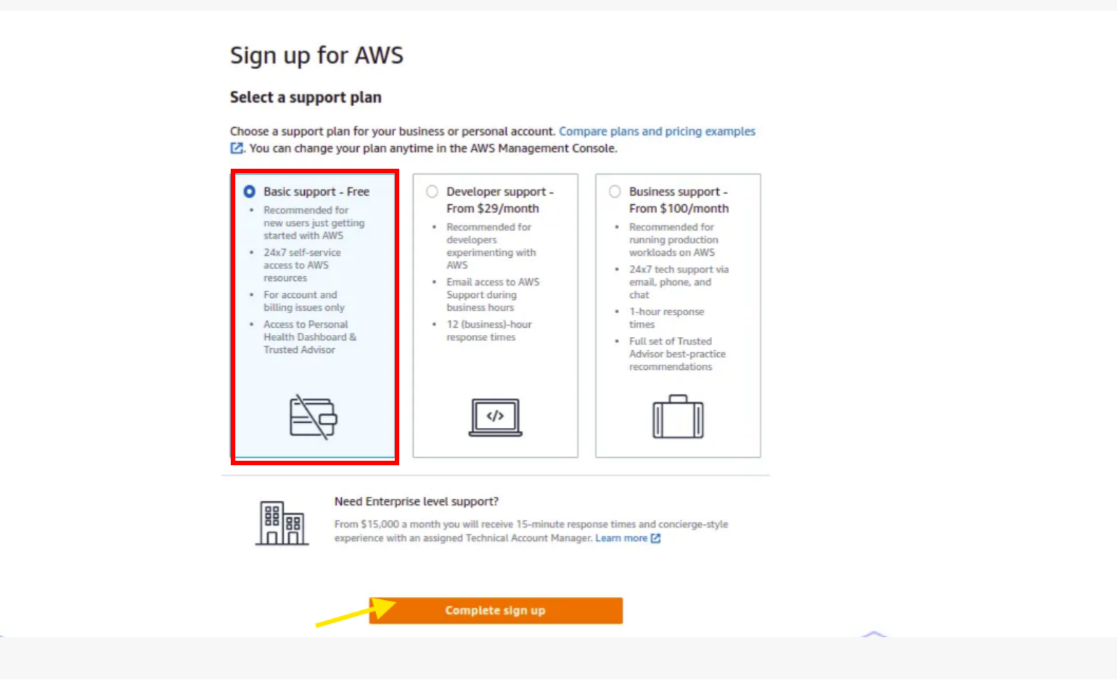 Sign up for AWS
Select a support plan
Choose a support plan for your business or personal account. Compare plans and pricing examples
. You can change your plan anytime in the AWS Management Console.
Basic support - Free
• Recommended for
new users just getting
started with AWS
• 24x7 self-service
access to AWS
resources
• For account and
billing issues only
• Access to Personal
Health Dashboard &
Trusted Advisor
Developer support -
From $29/month
• Recommended for
developers
experimenting with
AWS
• Email access to AWS
Support during
business hours
• 12 (business)-hour
response times
</>
Business support -
From $100/month
• Recommended for
running production
workloads on AWS
• 24x7 tech support via
email, phone, and
chat
• 1-hour response
times
• Full set of Trusted
Advisor best-practice
recommendations
Need Enterprise level support?
From $15,000 a month you will receive 15-minute response times and concierge-style
experience with an assigned Technical Account Manager. Learn more
Complete sign up